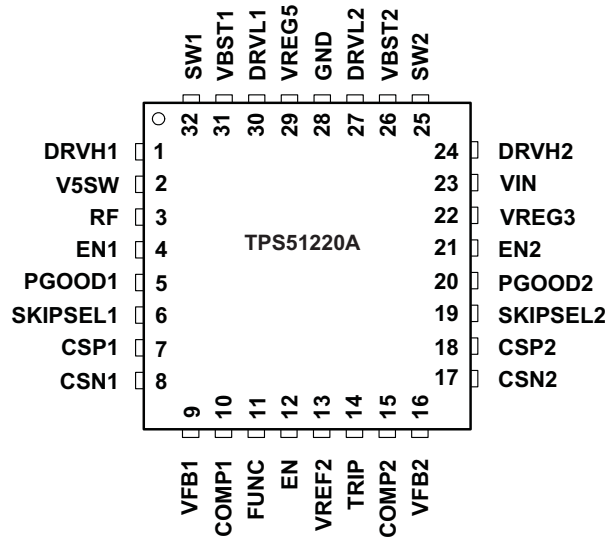 SW1 VBST1 DRVL1 VREG5 GND DRVL2 VBST2 SW2
32 31 30 29 28 27 26 25
DRVH1 1 24 DRVH2
V5SW 2 23 VIN
RF 3 22 VREG3
TPS51220A
EN1 4 21 EN2
PGOOD1 5 20 PGOOD2
SKIPSEL1 6 19 SKIPSEL2
CSP1 7 18 CSP2
CSN1 8 17 CSN2
9 10 11 12 13 14 15 16
VFB1 COMP1 FUNC EN VREF2 TRIP COMP2 VFB2